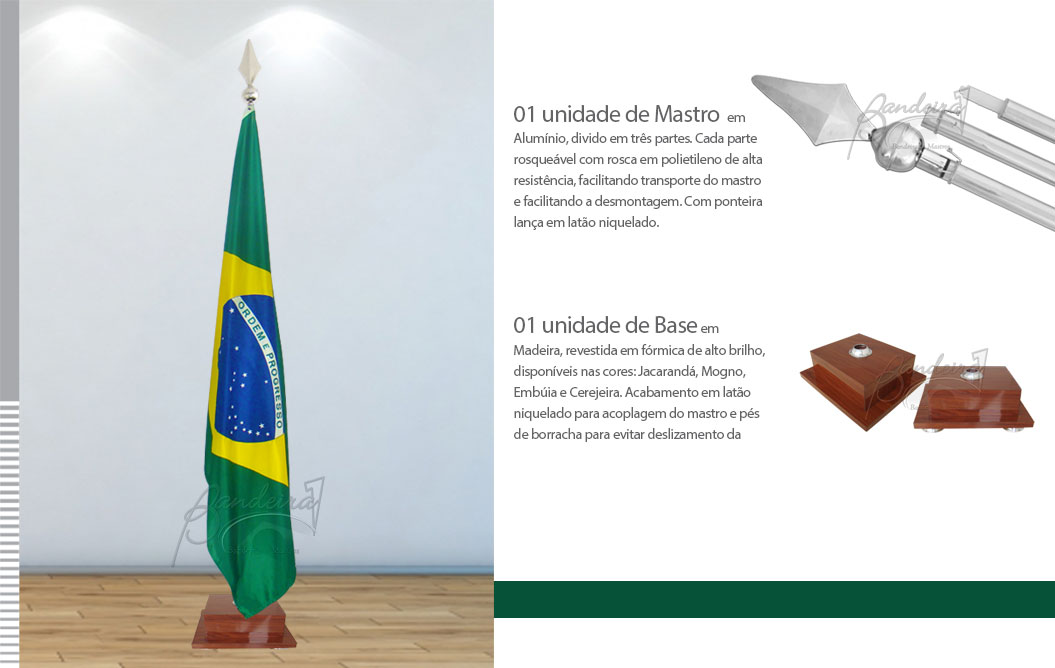 ORDEM E PROGRESSO
Bandeira1
01 unidade de Mastro em
Alumínio, divido em três partes. Cada parte
rosqueável com rosca em polietileno de alta
resistência, facilitando transporte do mastro
e facilitando a desmontagem. Com ponteira
lança em latão niquelado.
Bandeira1
01 unidade de Base em
Madeira, revestida em fórmica de alto brilho,
disponíveis nas cores: Jacarandá, Mogno,
Embúia e Cerejeira. Acabamento em latão
niquelado para acoplagem do mastro e pés
de borracha para evitar deslizamento da
Bandeira1